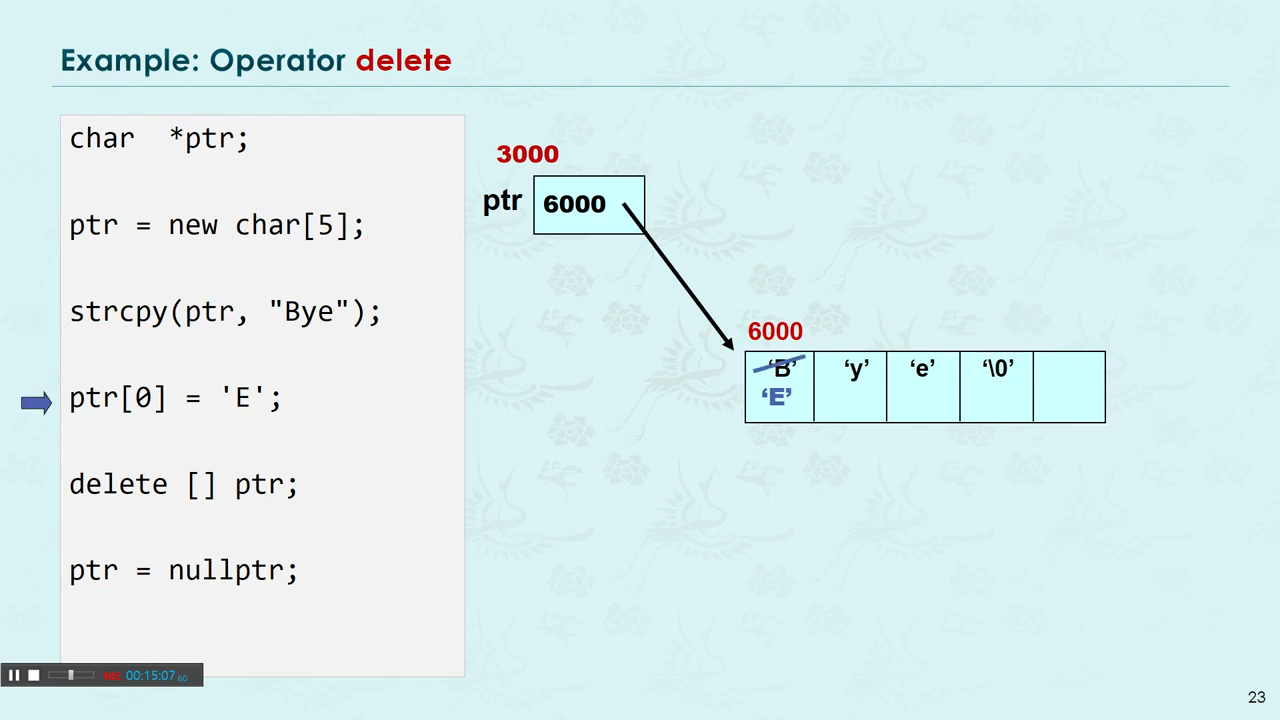 Example: Operator delete
char *ptr;
ptr = new char[5];
strcpy(ptr, "Bye");
ptr[0] = 'E';
delete [] ptr;
ptr = nullptr;
3000
ptr 6000
6000
‘B’ ‘y’ ‘e’ ‘\0’
‘E’
00:15:07 60
23